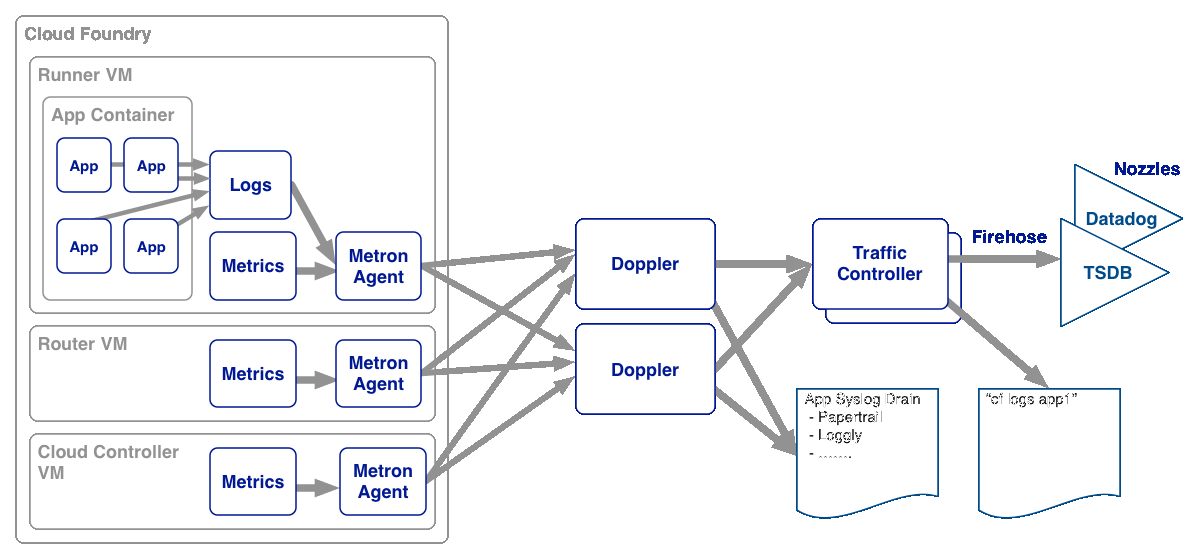 Cloud Foundry
Runner VM
App Container
App
App
App
App
Logs
Metrics
Metron
Agent
Router VM
Metrics
Metron
Agent
Cloud Controller
VM
Metrics
Metron
Agent
Doppler
Doppler
Traffic
Controller
Firehose
Nozzles
Datadog
TSDB
App Syslog Drain
- Papertrail
- Loggly
- .......
"cf logs app1"